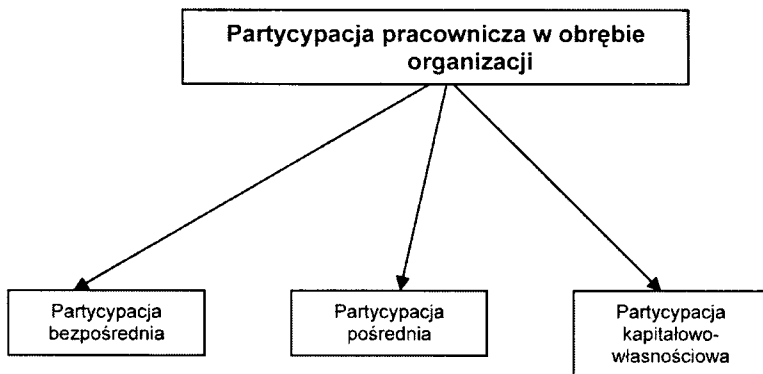 Partycypacja pracownicza w obrębie
organizacji
Partycypacja
bezpośrednia
Partycypacja
pośrednia
Partycypacja
kapitałowo-
własnościowa